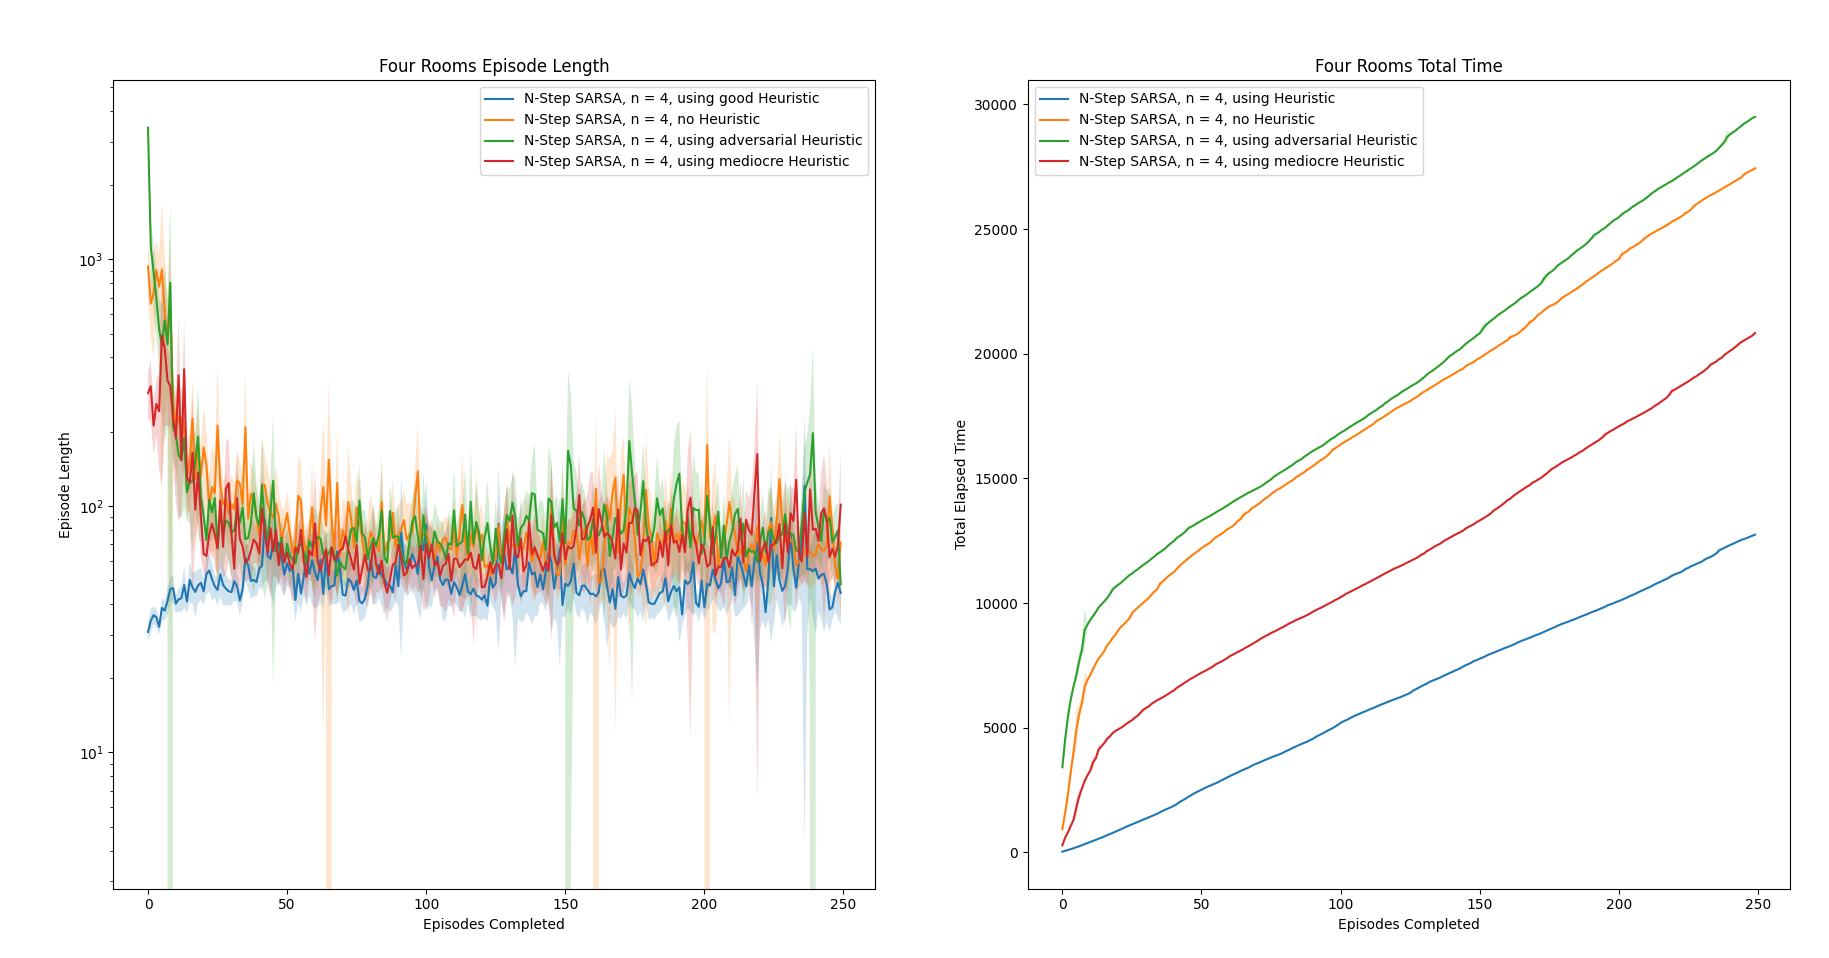 Four Rooms Episode Length
N-Step SARSA, n = 4, using good Heuristic
N-Step SARSA, n = 4, no Heuristic
N-Step SARSA, n = 4, using adversarial Heuristic
N-Step SARSA, n = 4, using mediocre Heuristic
10³
10²
10¹
Episode Length
0 50 100 150 200 250
Episodes Completed
Four Rooms Total Time
N-Step SARSA, n = 4, using Heuristic
N-Step SARSA, n = 4, no Heuristic
N-Step SARSA, n = 4, using adversarial Heuristic
N-Step SARSA, n = 4, using mediocre Heuristic
30000
25000
20000
15000
10000
5000
0
Total Elapsed Time
0 50 100 150 200 250
Episodes Completed